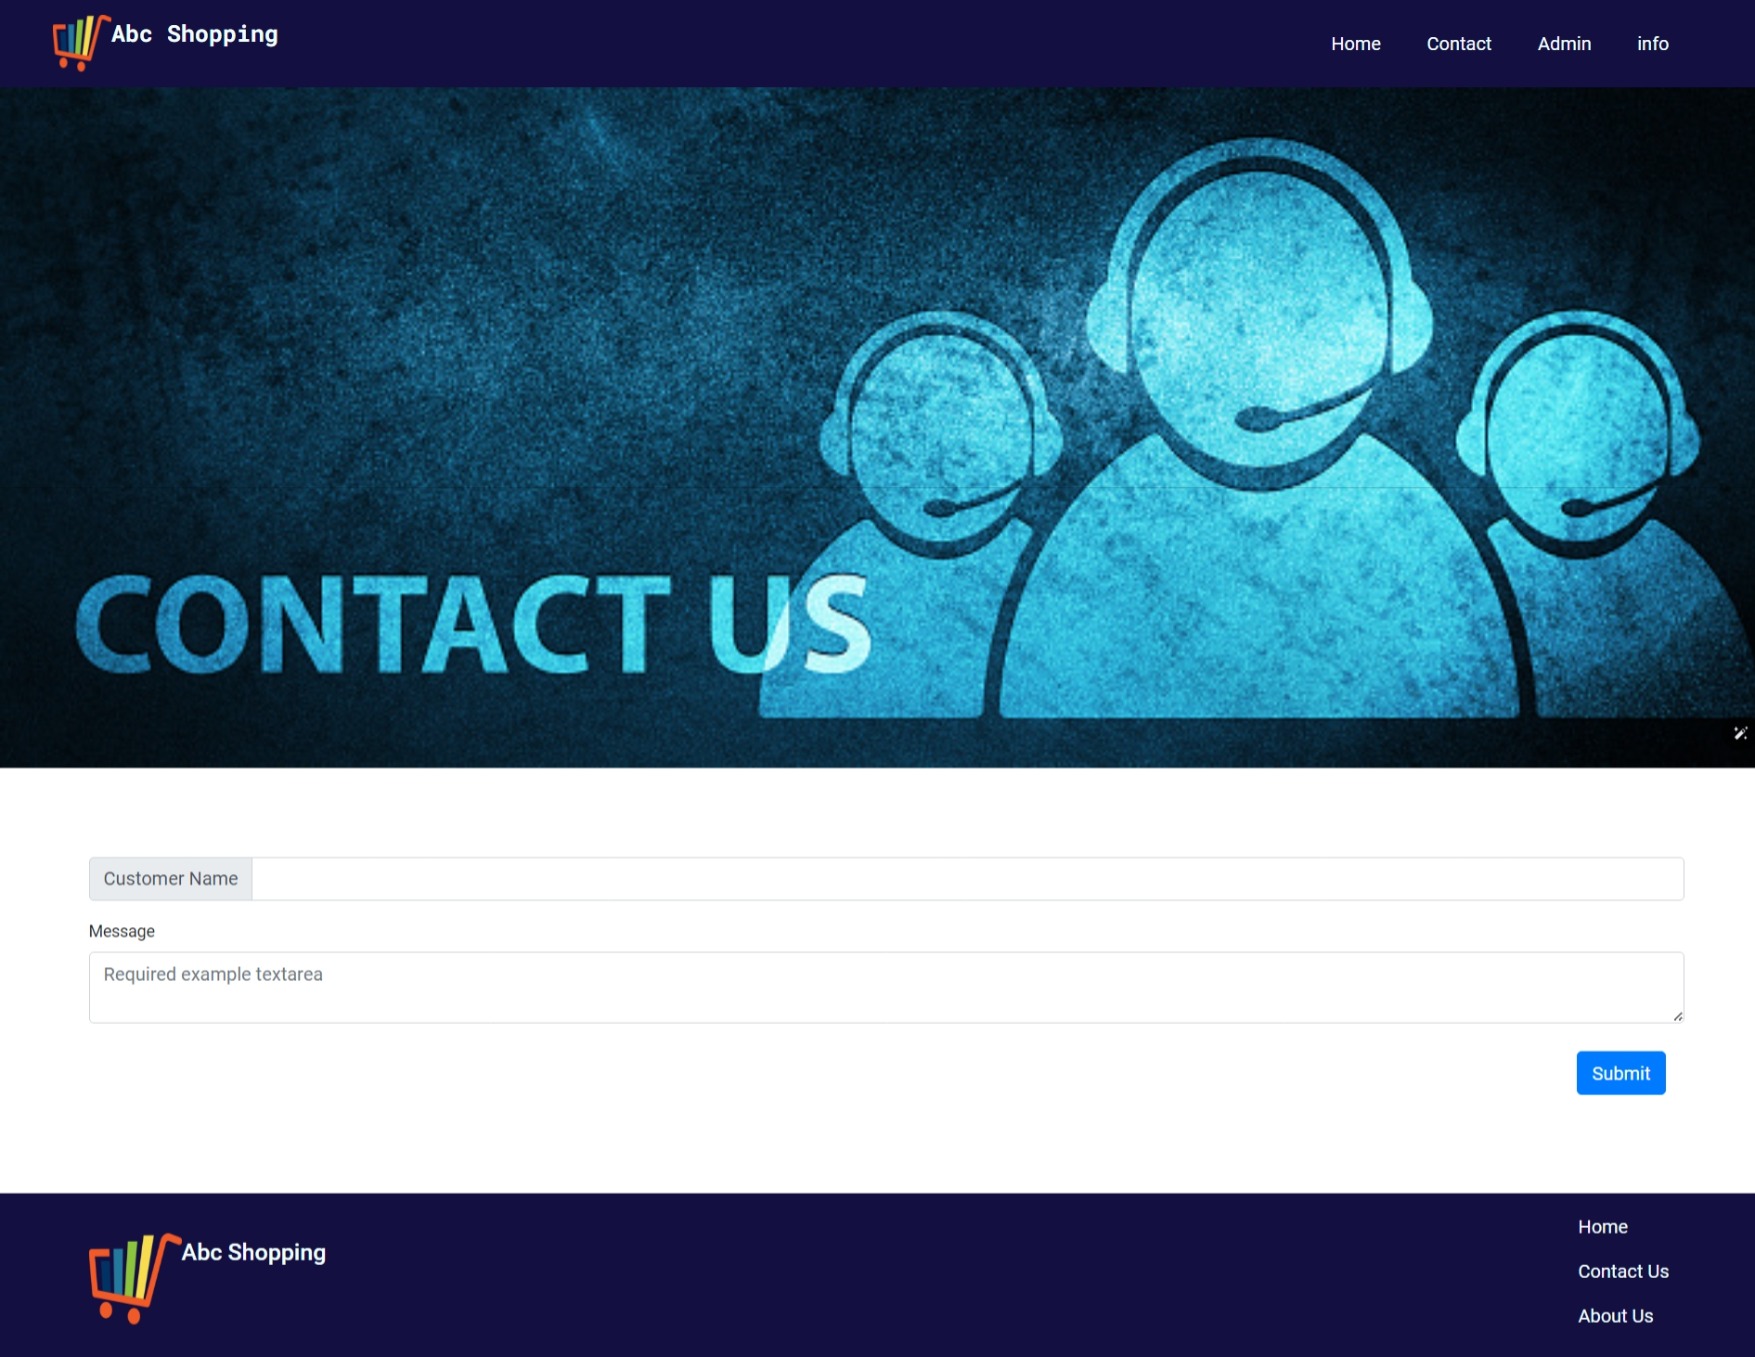 Abc Shopping
Home Contact Admin info
CONTACT US
Customer Name
Message
Required example textarea
Submit
Abc Shopping
Home
Contact Us
About Us